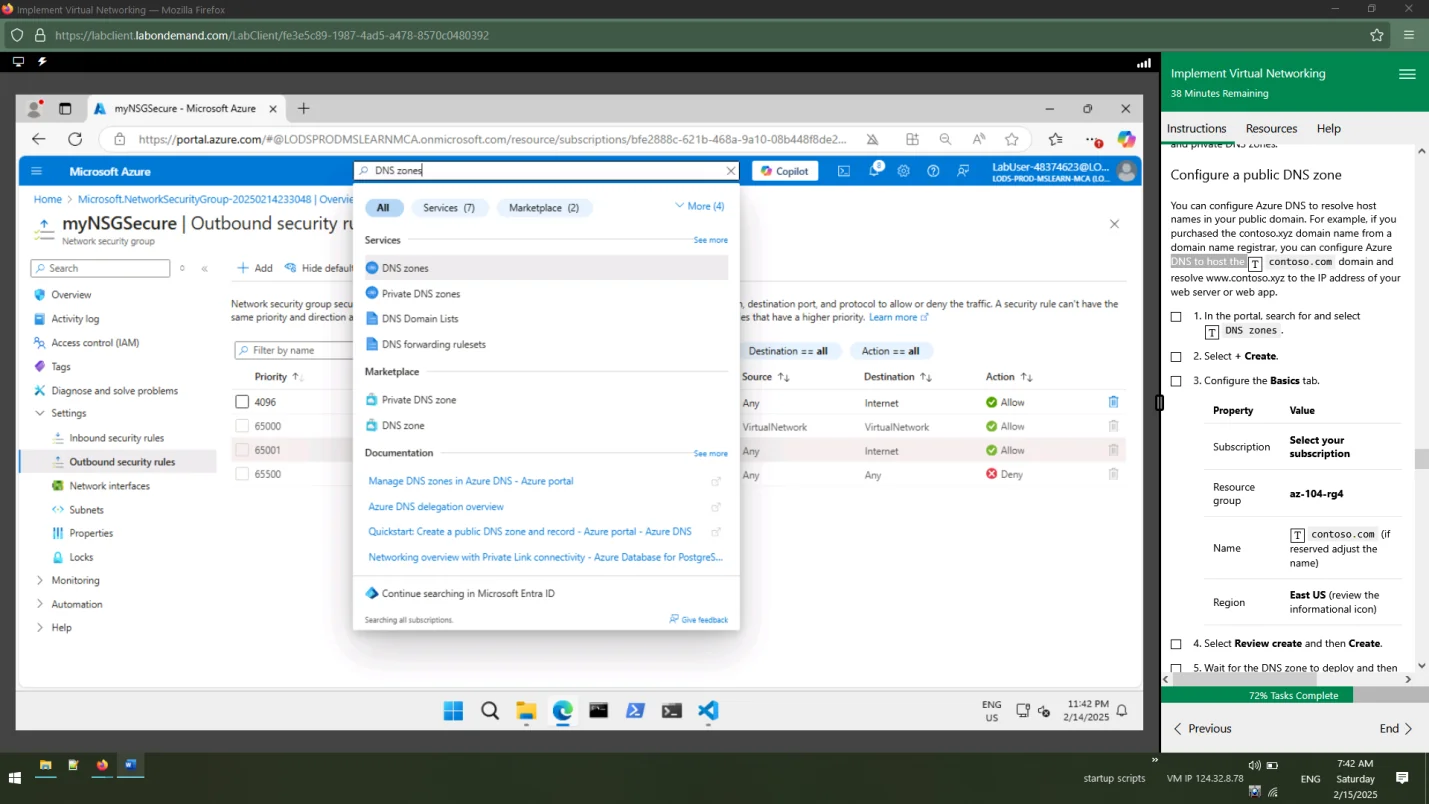 Implement Virtual Networking — Mozilla Firefox
https://labclient.labondemand.com/LabClient/fe3e5c89-1987-4ad5-a478-8570c0480392
myNSGSecure - Microsoft Azure
https://portal.azure.com/#@LODSPRODMSLEARNMCA.onmicrosoft.com/resource/subscriptions/bfe2888c-621b-468a-9a10-08b448f8de2...
Microsoft Azure
DNS zones
Copilot
8
LabUser-48374623@LO...
LODS-PROD-MSLEARN-MCA (LO...
Home > Microsoft.NetworkSecurityGroup-20250214233048 | Overvie
myNSGSecure | Outbound security ru
Network security group
Search
Add
Hide default
Overview
Activity log
Access control (IAM)
Tags
Diagnose and solve problems
Settings
Inbound security rules
Outbound security rules
Network interfaces
Subnets
Properties
Locks
Monitoring
Automation
Help
Network security group secu
same priority and direction a
, destination port, and protocol to allow or deny the traffic. A security rule can't have the
es that have a higher priority. Learn more
Filter by name
Destination == all
Action == all
Priority
Source
Destination
Action
4096
Any
Internet
Allow
65000
VirtualNetwork
VirtualNetwork
Allow
65001
Any
Internet
Allow
65500
Any
Any
Deny
All
Services (7)
Marketplace (2)
More (4)
Services
See more
DNS zones
Private DNS zones
DNS Domain Lists
DNS forwarding rulesets
Marketplace
Private DNS zone
DNS zone
Documentation
See more
Manage DNS zones in Azure DNS - Azure portal
Azure DNS delegation overview
Quickstart: Create a public DNS zone and record - Azure portal - Azure DNS
Networking overview with Private Link connectivity - Azure Database for PostgreS...
Continue searching in Microsoft Entra ID
Searching all subscriptions.
Give feedback
ENG
US
11:42 PM
2/14/2025
Implement Virtual Networking
38 Minutes Remaining
Instructions
Resources
Help
and private DNS zones.
Configure a public DNS zone
You can configure Azure DNS to resolve host
names in your public domain. For example, if you
purchased the contoso.xyz domain name from a
domain name registrar, you can configure Azure
DNS to host the T contoso.com domain and
resolve www.contoso.xyz to the IP address of your
web server or web app.
1. In the portal, search for and select
T DNS zones .
2. Select + Create.
3. Configure the Basics tab.
Property
Value
Subscription
Select your
subscription
Resource
group
az-104-rg4
Name
T contoso.com (if
reserved adjust the
name)
Region
East US (review the
informational icon)
4. Select Review create and then Create.
5. Wait for the DNS zone to deploy and then
72% Tasks Complete
Previous
End
startup scripts
VM IP 124.32.8.78
ENG
7:42 AM
Saturday
2/15/2025